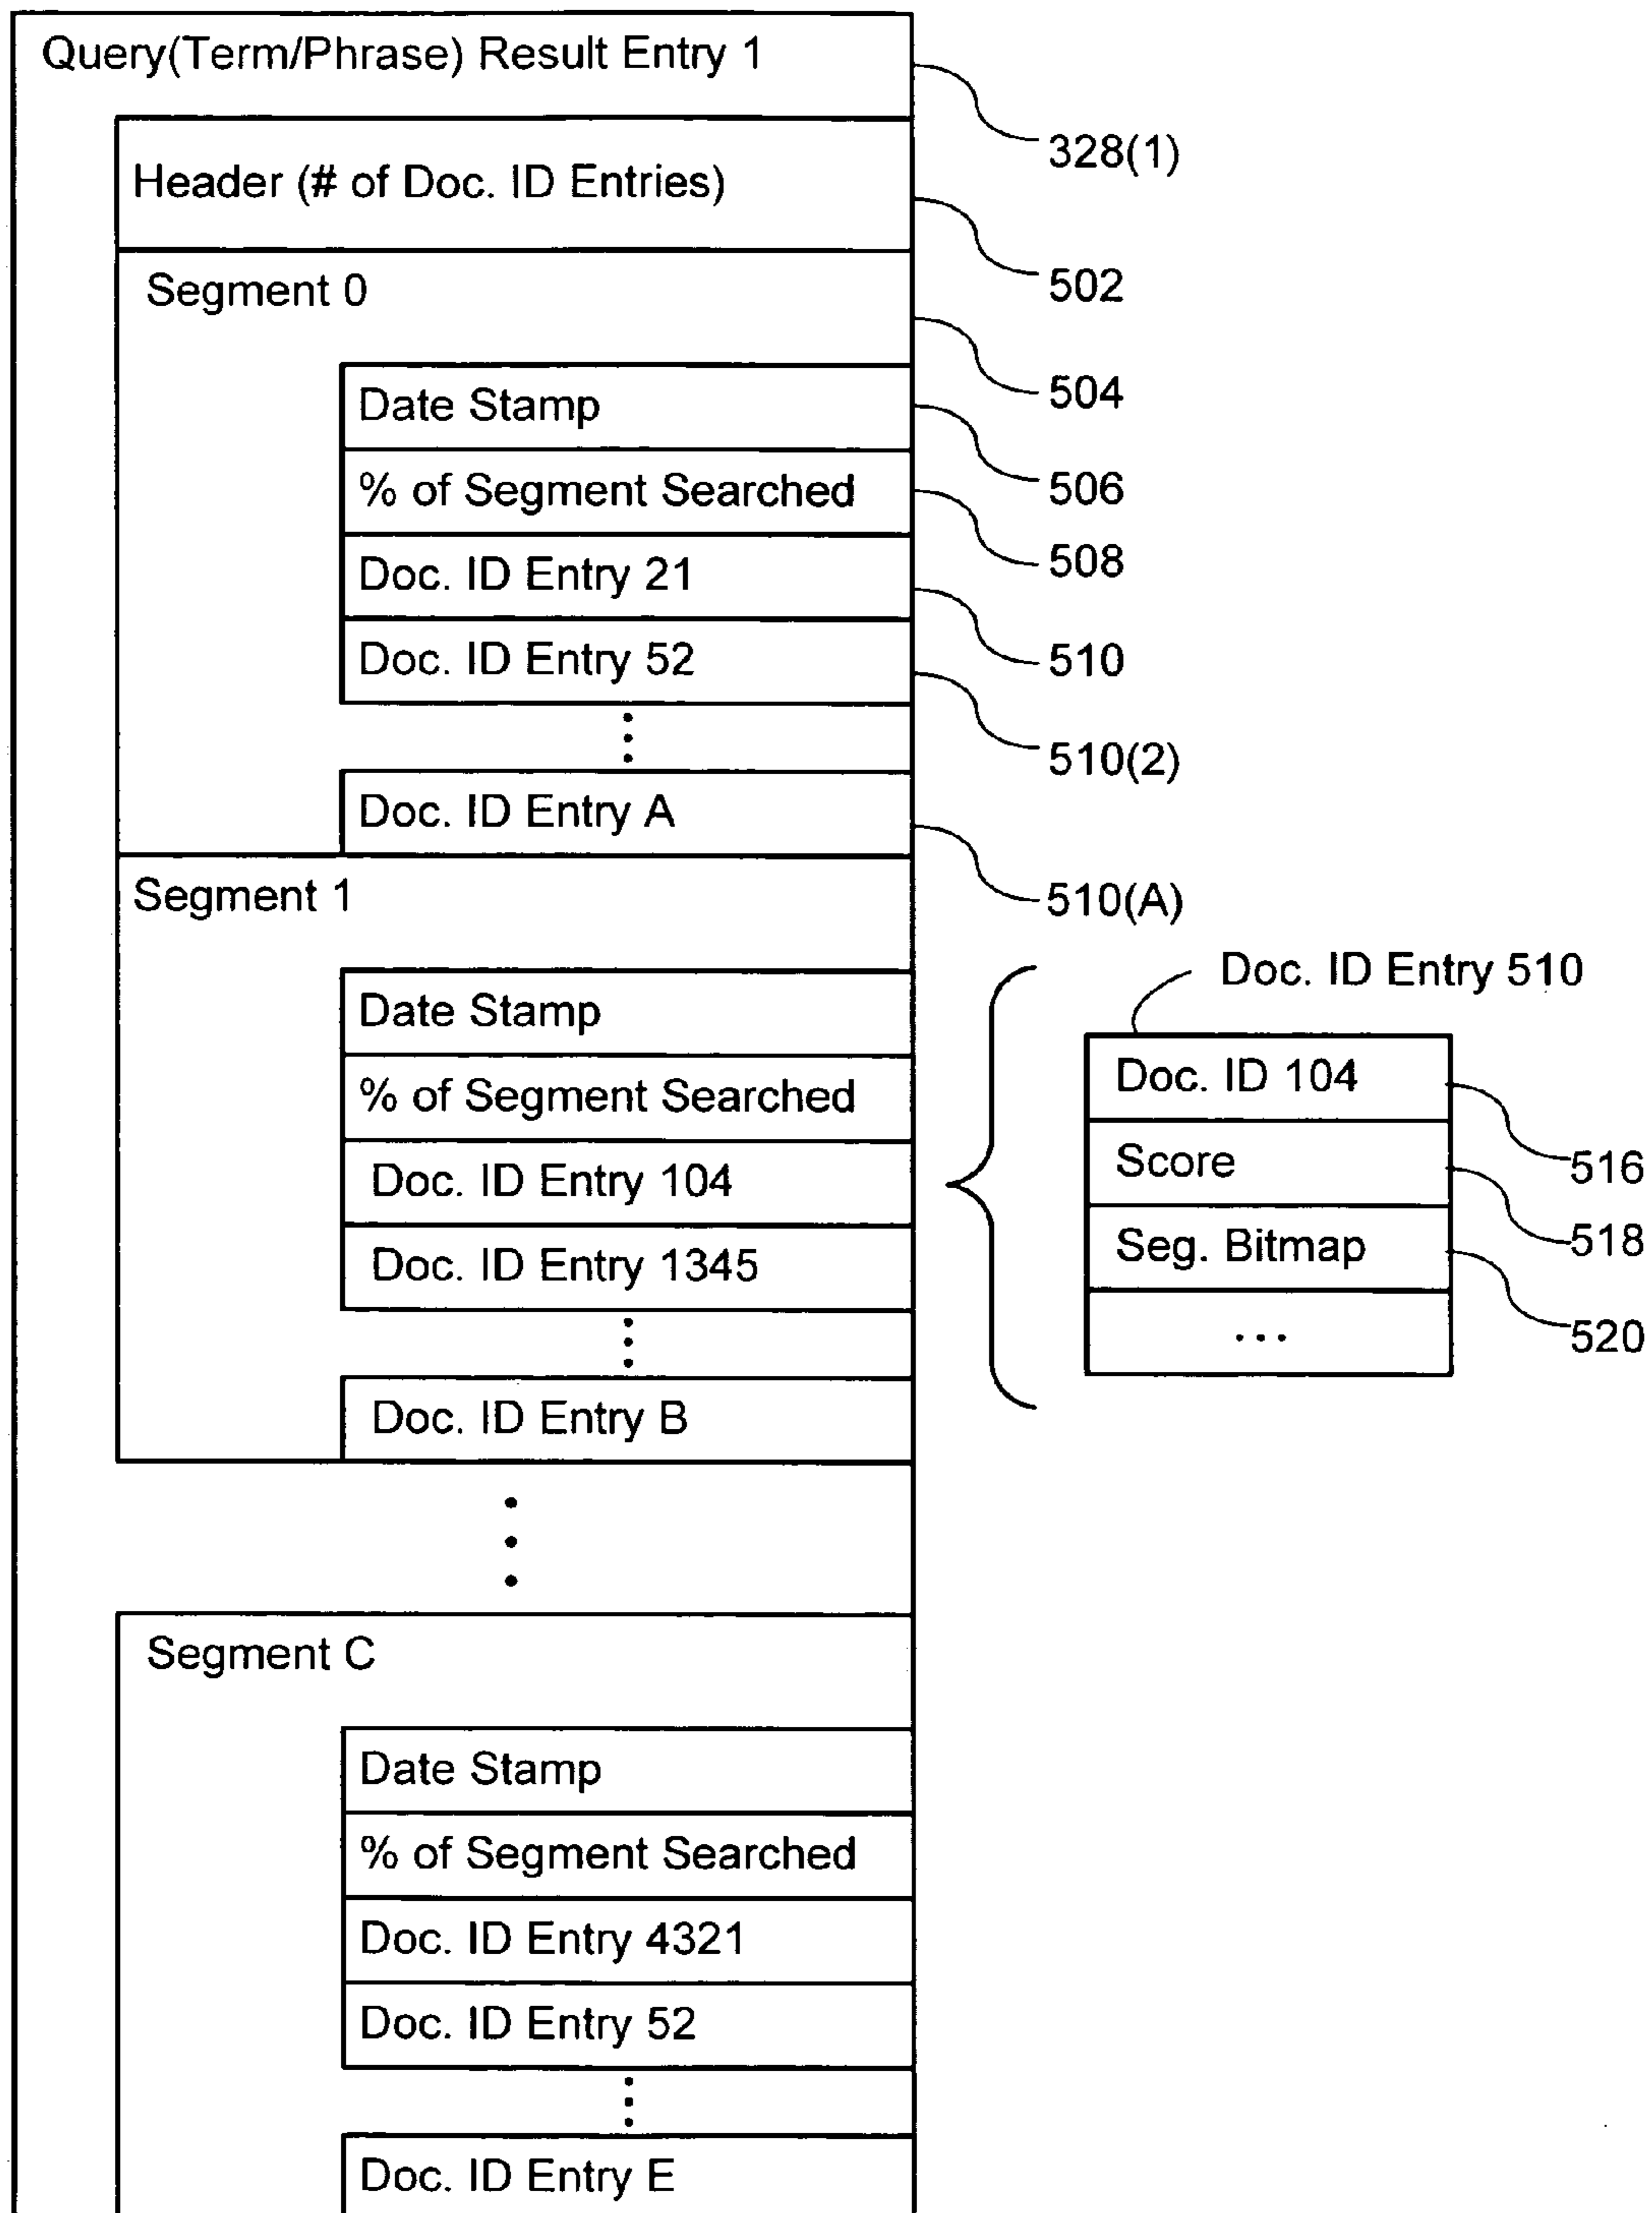 Query(Term/Phrase) Result Entry 1
328(1)
Header (# of Doc. ID Entries)
502
Segment 0
504
Date Stamp
506
% of Segment Searched
508
Doc. ID Entry 21
510
Doc. ID Entry 52
510(2)
Doc. ID Entry A
510(A)
Segment 1
Date Stamp
% of Segment Searched
Doc. ID Entry 104
Doc. ID Entry 1345
Doc. ID Entry B
Doc. ID Entry 510
Doc. ID 104
516
Score
518
Seg. Bitmap
520
...
Segment C
Date Stamp
% of Segment Searched
Doc. ID Entry 4321
Doc. ID Entry 52
Doc. ID Entry E